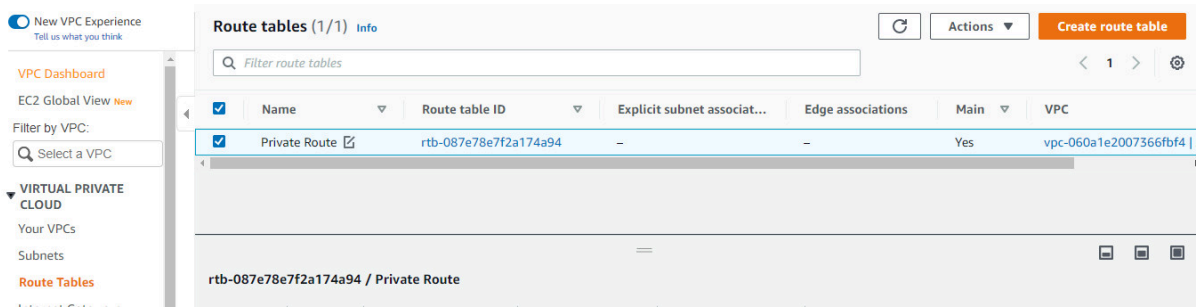 New VPC Experience
Tell us what you think
VPC Dashboard
EC2 Global View New
Filter by VPC:
Select a VPC
VIRTUAL PRIVATE
CLOUD
Your VPCs
Subnets
Route Tables
Route tables (1/1) Info
Actions
Create route table
Filter route tables
1
Name Route table ID Explicit subnet associat... Edge associations Main VPC
Private Route rtb-087e78e7f2a174a94 – – Yes vpc-060a1e2007366fbf4 |
rtb-087e78e7f2a174a94 / Private Route